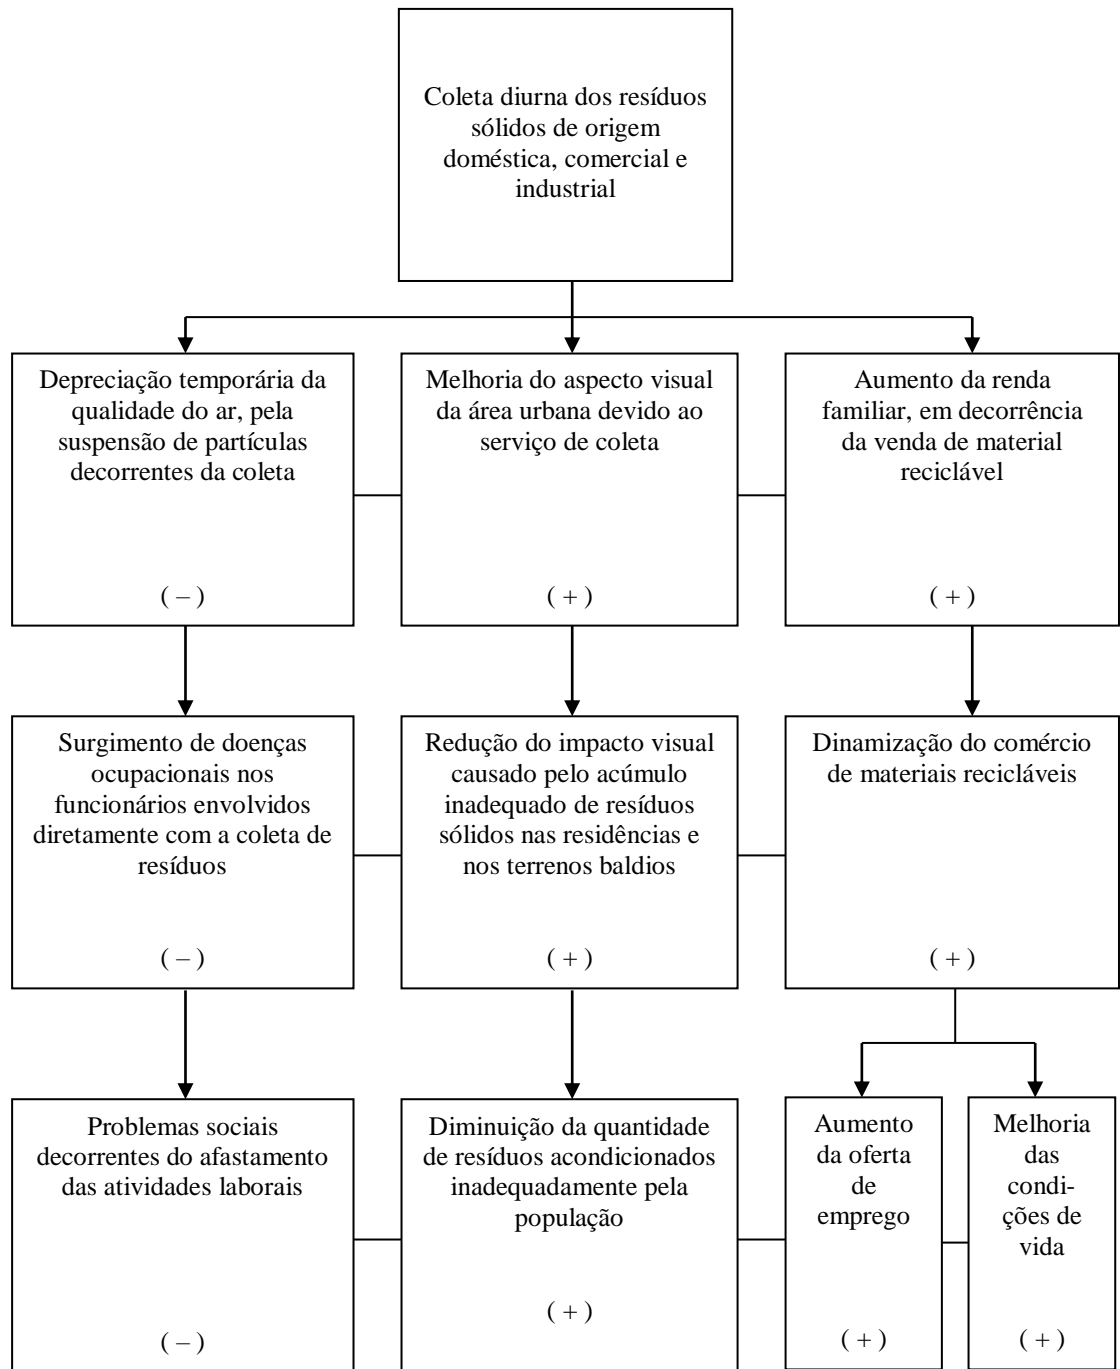 Coleta diurna dos resíduos
sólidos de origem
doméstica, comercial e
industrial
Depreciação temporária da
qualidade do ar, pela
suspensão de partículas
decorrentes da coleta
( – )
Melhoria do aspecto visual
da área urbana devido ao
serviço de coleta
( + )
Aumento da renda
familiar, em decorrência
da venda de material
reciclável
( + )
Surgimento de doenças
ocupacionais nos
funcionários envolvidos
diretamente com a coleta de
resíduos
( – )
Redução do impacto visual
causado pelo acúmulo
inadequado de resíduos
sólidos nas residências e
nos terrenos baldios
( + )
Dinamização do comércio
de materiais recicláveis
( + )
Problemas sociais
decorrentes do afastamento
das atividades laborais
( – )
Diminuição da quantidade
de resíduos acondicionados
inadequadamente pela
população
( + )
Aumento
da oferta
de
emprego
( + )
Melhoria
das
condi-
ções de
vida
( + )